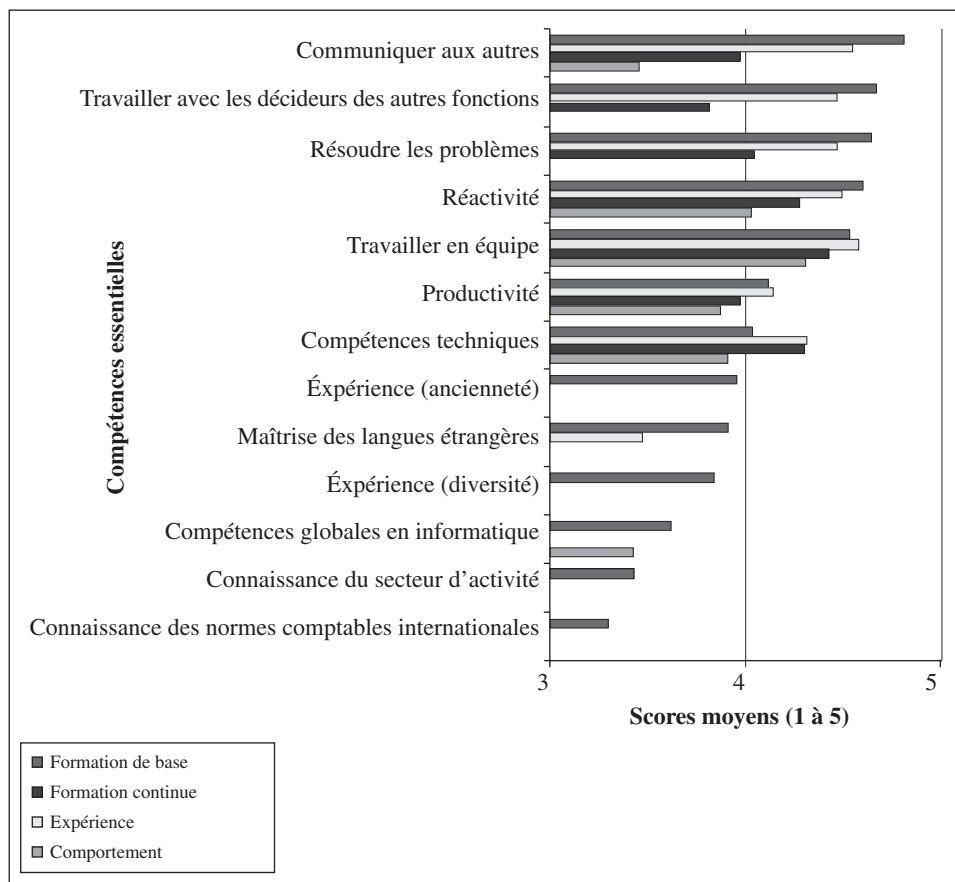 Communiquer aux autres
Travailler avec les décideurs des autres fonctions
Résoudre les problèmes
Réactivité
Travailler en équipe
Productivité
Compétences techniques
Éxpérience (ancienneté)
Maîtrise des langues étrangères
Éxpérience (diversité)
Compétences globales en informatique
Connaissance du secteur d’activité
Connaissance des normes comptables internationales
Compétences essentielles
3 4 5
Scores moyens (1 à 5)
Formation de base
Formation continue
Expérience
Comportement